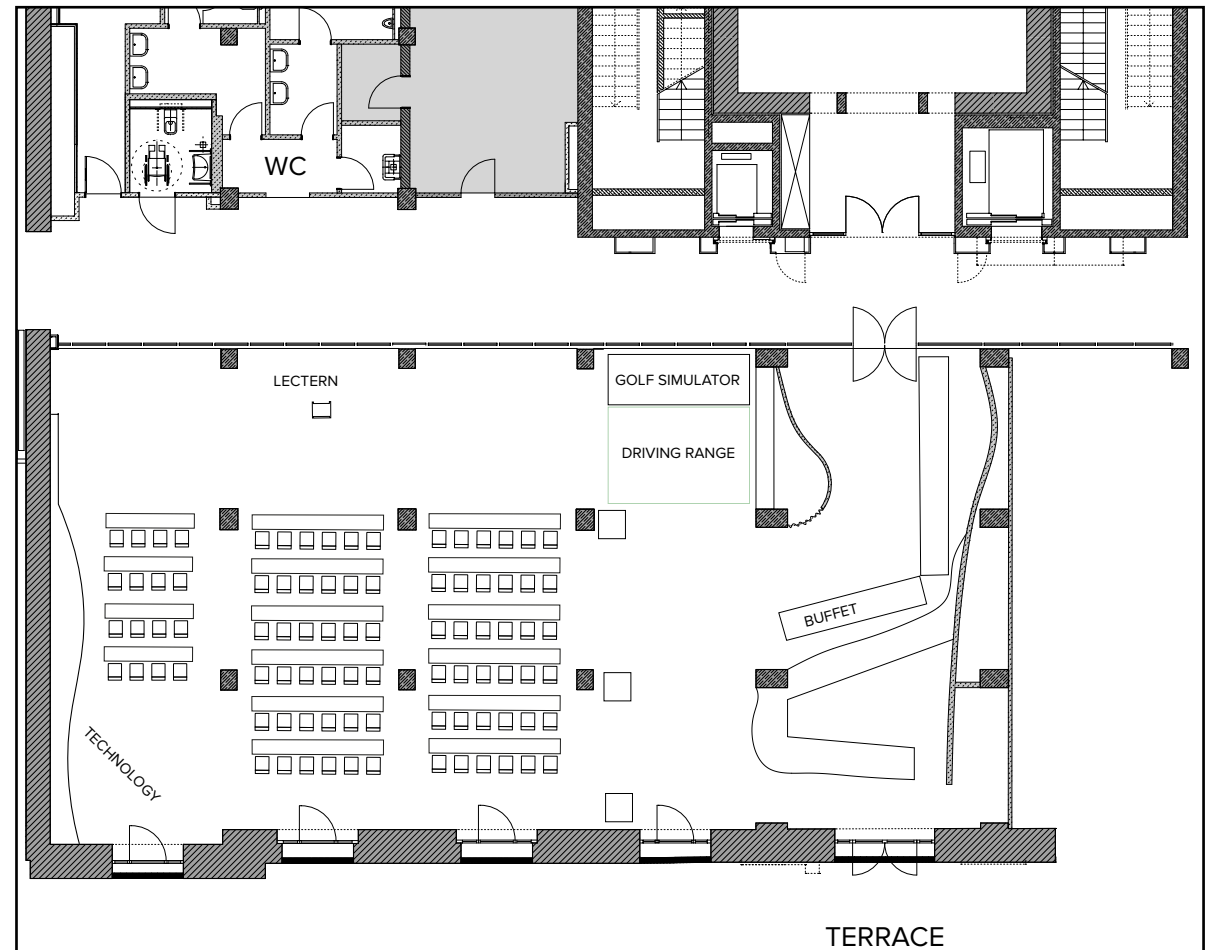 WC
LECTERN
GOLF SIMULATOR
DRIVING RANGE
BUFFET
TECHNOLOGY
TERRACE